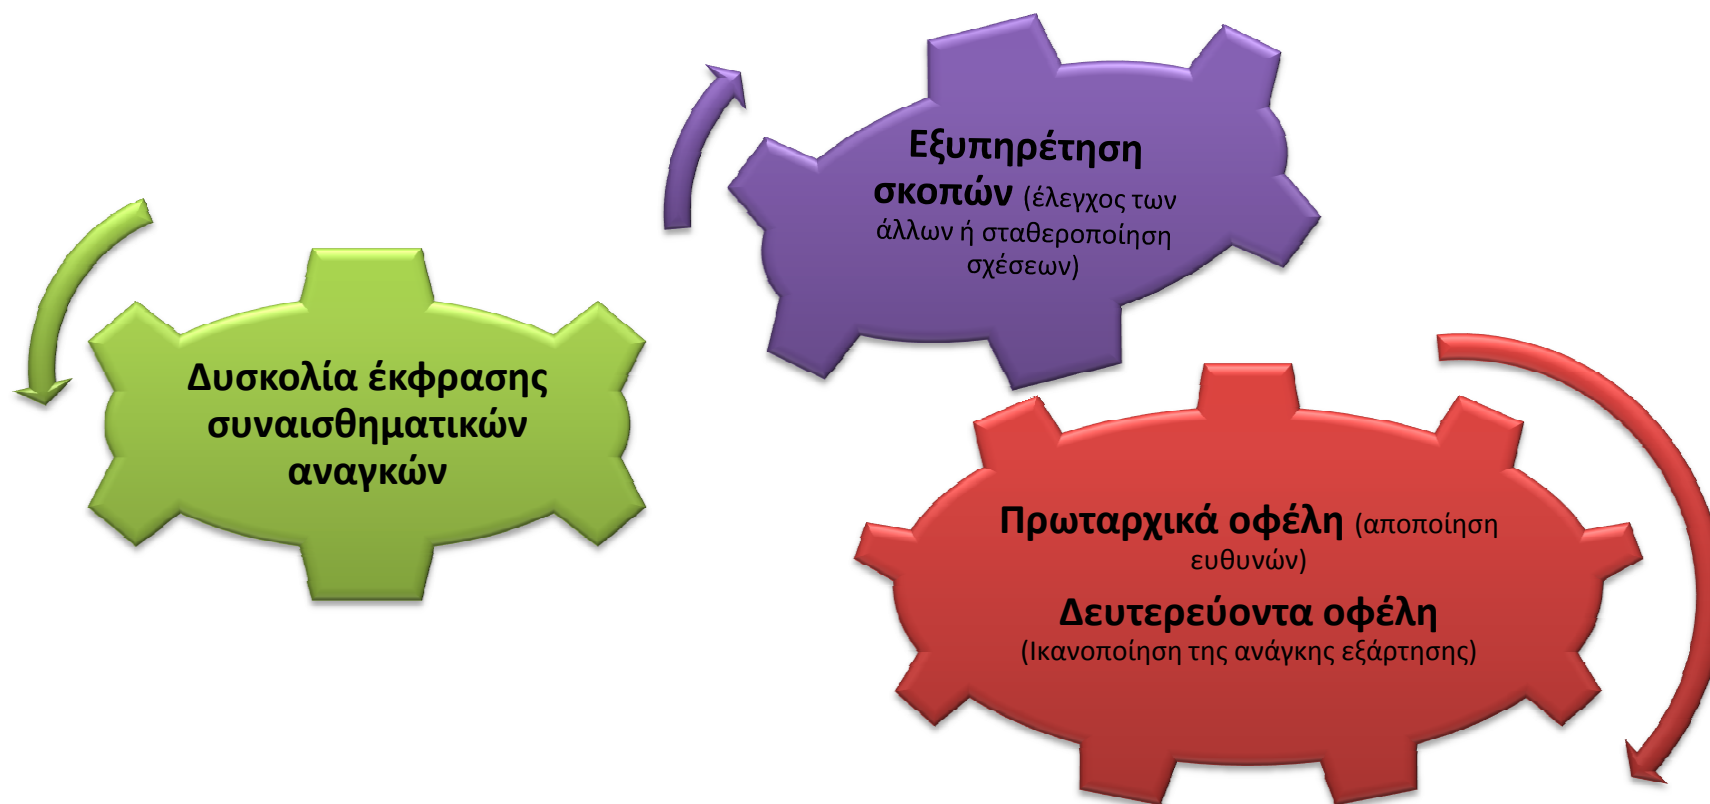 Εξυπηρέτηση
σκοπών (έλεγχος των
άλλων ή σταθεροποίηση
σχέσεων)
Δυσκολία έκφρασης
συναισθηματικών
αναγκών
Πρωταρχικά οφέλη (αποποίηση
ευθυνών)
Δευτερεύοντα οφέλη
(Ικανοποίηση της ανάγκης εξάρτησης)